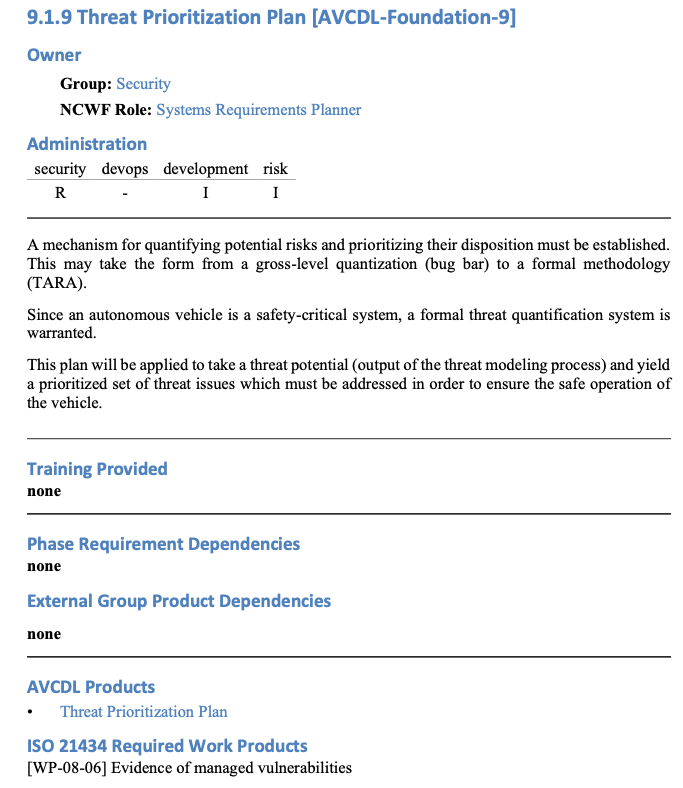 9.1.9 Threat Prioritization Plan [AVCDL-Foundation-9]
Owner
Group: Security
NCWF Role: Systems Requirements Planner
Administration
security devops development risk
R - I I
A mechanism for quantifying potential risks and prioritizing their disposition must be established.
This may take the form from a gross-level quantization (bug bar) to a formal methodology
(TARA).
Since an autonomous vehicle is a safety-critical system, a formal threat quantification system is
warranted.
This plan will be applied to take a threat potential (output of the threat modeling process) and yield
a prioritized set of threat issues which must be addressed in order to ensure the safe operation of
the vehicle.
Training Provided
none
Phase Requirement Dependencies
none
External Group Product Dependencies
none
AVCDL Products
• Threat Prioritization Plan
ISO 21434 Required Work Products
[WP-08-06] Evidence of managed vulnerabilities